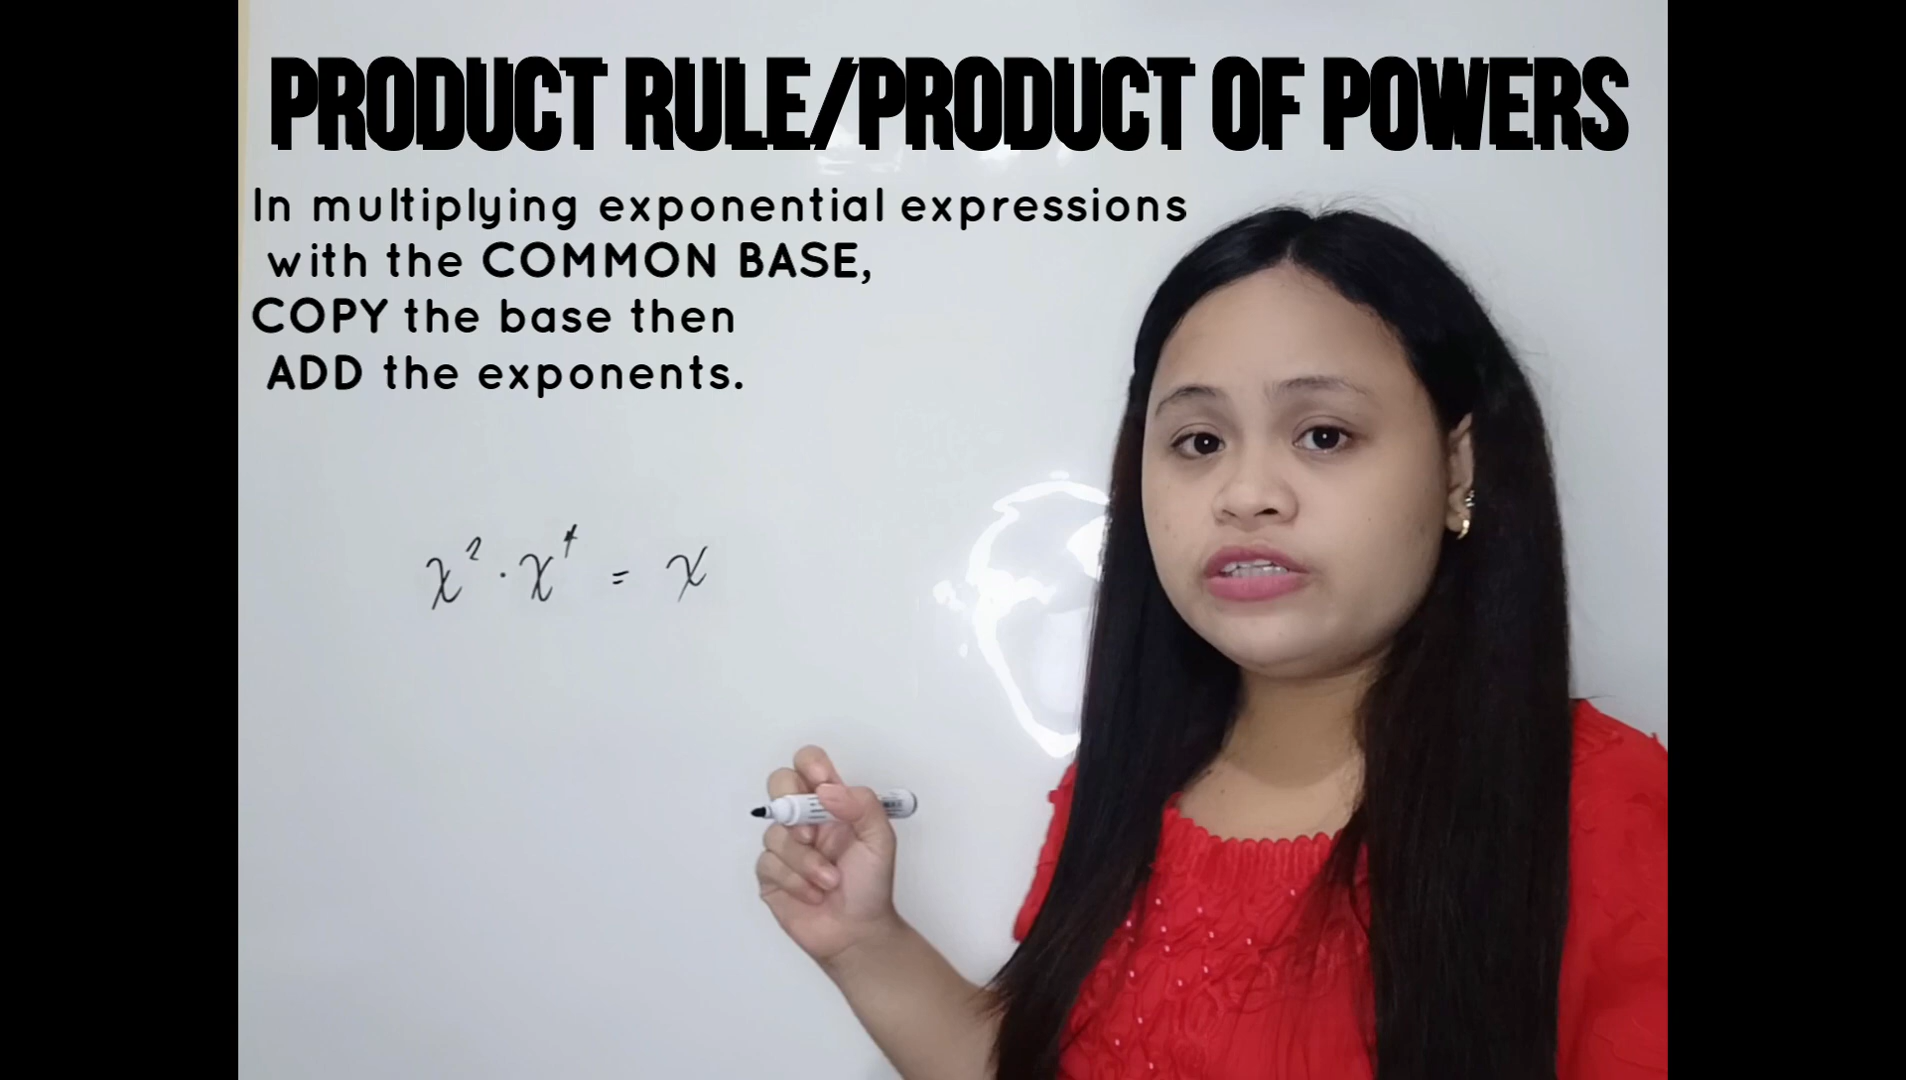 PRODUCT RULE/PRODUCT OF POWERS
In multiplying exponential expressions
with the COMMON BASE,
COPY the base then
ADD the exponents.
x² · x⁴ = x